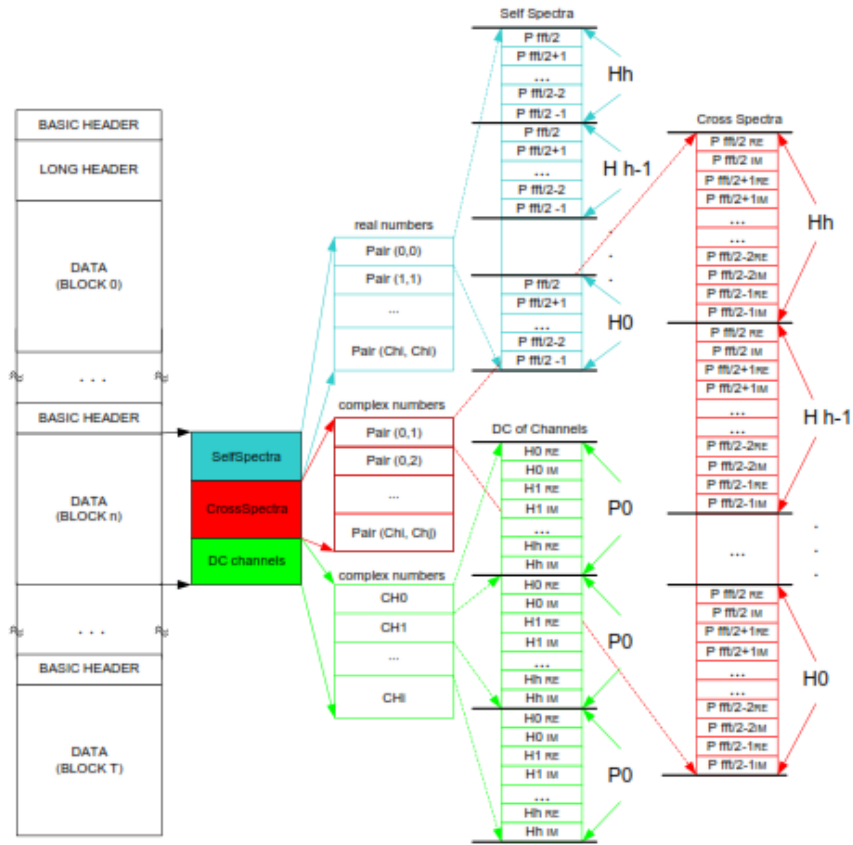 BASIC HEADER
LONG HEADER
DATA
(BLOCK 0)
. . .
BASIC HEADER
DATA
(BLOCK n)
. . .
BASIC HEADER
DATA
(BLOCK T)
SelfSpectra
CrossSpectra
DC channels
real numbers
Pair (0,0)
Pair (1,1)
...
Pair (ChI, ChI)
complex numbers
Pair (0,1)
Pair (0,2)
...
Pair (ChI, Chj)
complex numbers
CH0
CH1
...
CHI
Self Spectra
P fft/2
P fft/2+1
...
P fft/2-2
P fft/2 -1
Hh
P fft/2
P fft/2+1
...
P fft/2-2
P fft/2 -1
H h-1
.
.
.
P fft/2
P fft/2+1
...
P fft/2-2
P fft/2 -1
H0
DC of Channels
H0 RE
H0 IM
H1 RE
H1 IM
...
Hh RE
Hh IM
P0
H0 RE
H0 IM
H1 RE
H1 IM
...
Hh RE
Hh IM
P0
H0 RE
H0 IM
H1 RE
H1 IM
...
Hh RE
Hh IM
P0
Cross Spectra
P fft/2 RE
P fft/2 IM
P fft/2+1RE
P fft/2+1IM
...
...
P fft/2-2RE
P fft/2-2IM
P fft/2-1RE
P fft/2-1IM
Hh
P fft/2 RE
P fft/2 IM
P fft/2+1RE
P fft/2+1IM
...
...
P fft/2-2RE
P fft/2-2IM
P fft/2-1RE
P fft/2-1IM
H h-1
...
.
.
.
P fft/2 RE
P fft/2 IM
P fft/2+1RE
P fft/2+1IM
...
...
P fft/2-2RE
P fft/2-2IM
P fft/2-1RE
P fft/2-1IM
H0